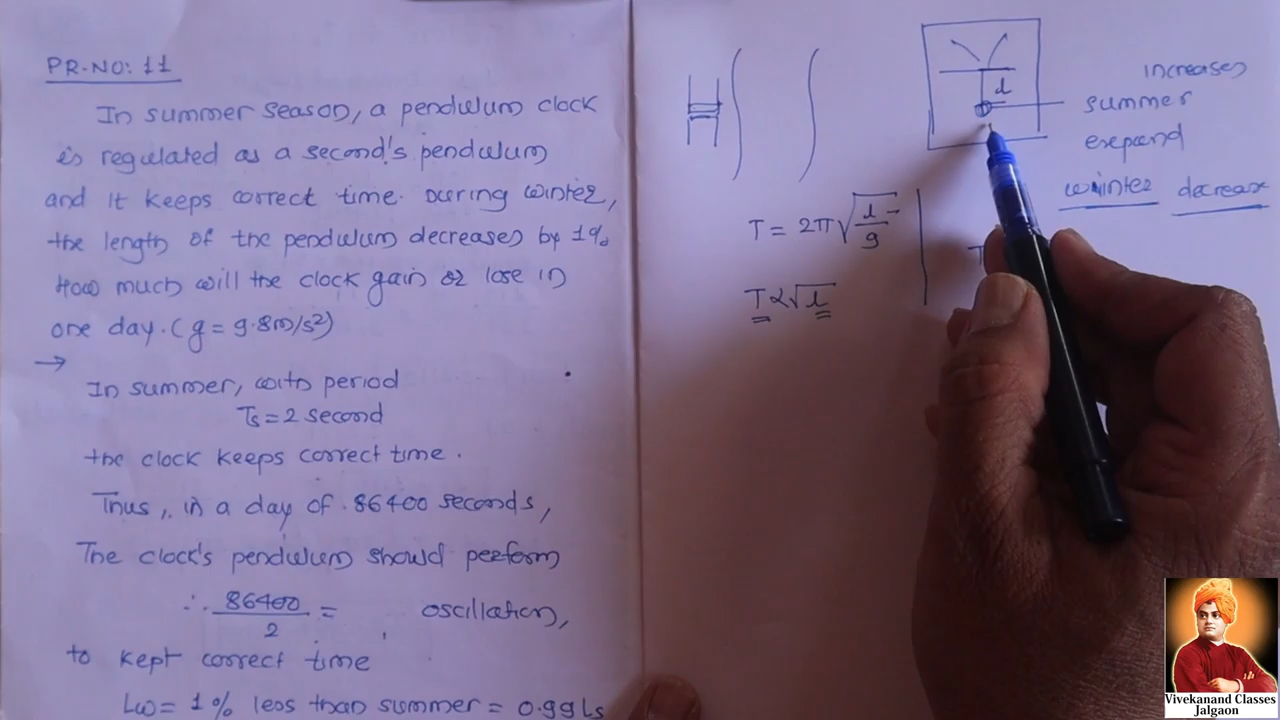 PR.NO: 11
In summer season, a pendulum clock
is regulated as a second's pendulum
and it keeps correct time. During winter,
the length of the pendulum decreases by 1%
How much will the clock gain or lose in
one day. (g = 9.8m/s²)
→
In summer, with period
Ts = 2 second
the clock keeps correct time.
Thus, in a day of 86400 seconds,
The clock's pendulum should perform
∴ 86400/2 = oscillation,
to kept correct time
Lw = 1% less than summer = 0.99 Ls
l
increases
summer
expand
winter decrease
T = 2π√(l/g)
T ∝ √l
T
Vivekanand Classes
Jalgaon